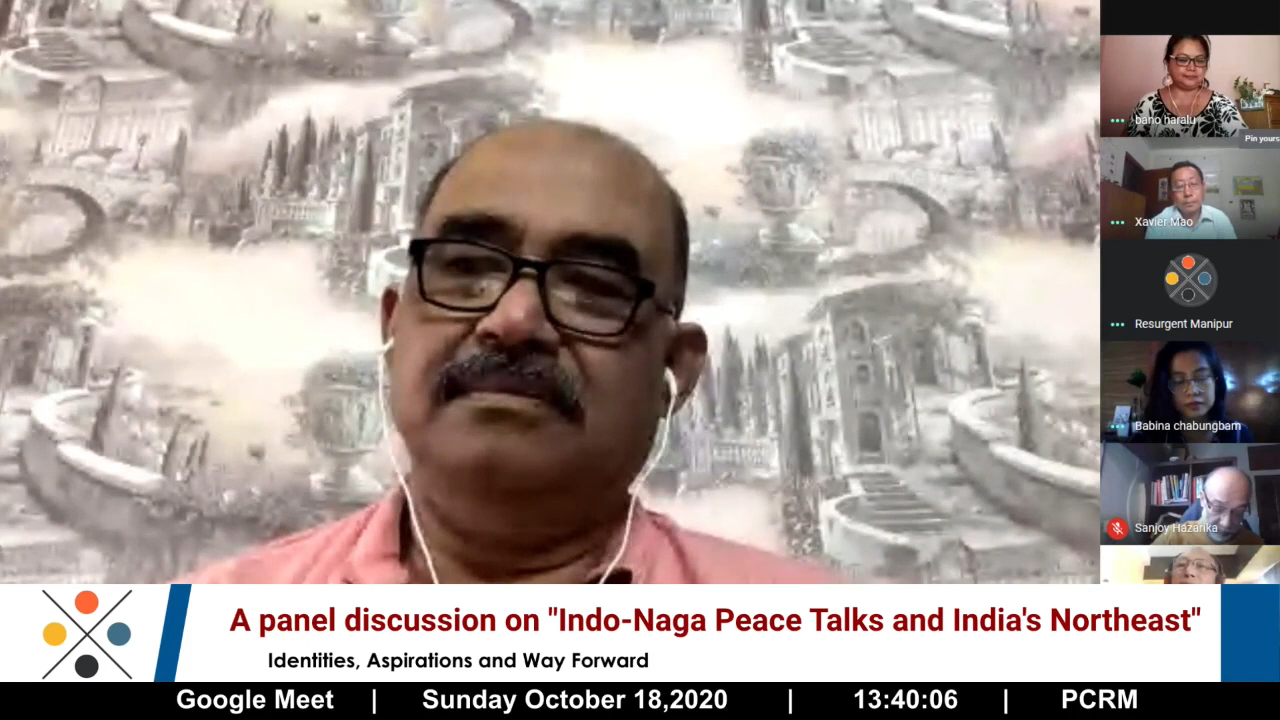 bano haralu
Pin yours
Xavier Mao
Resurgent Manipur
Babina chabungbam
Sanjoy Hazarika
A panel discussion on "Indo-Naga Peace Talks and India's Northeast"
Identities, Aspirations and Way Forward
Google Meet | Sunday October 18,2020 | 13:40:06 | PCRM